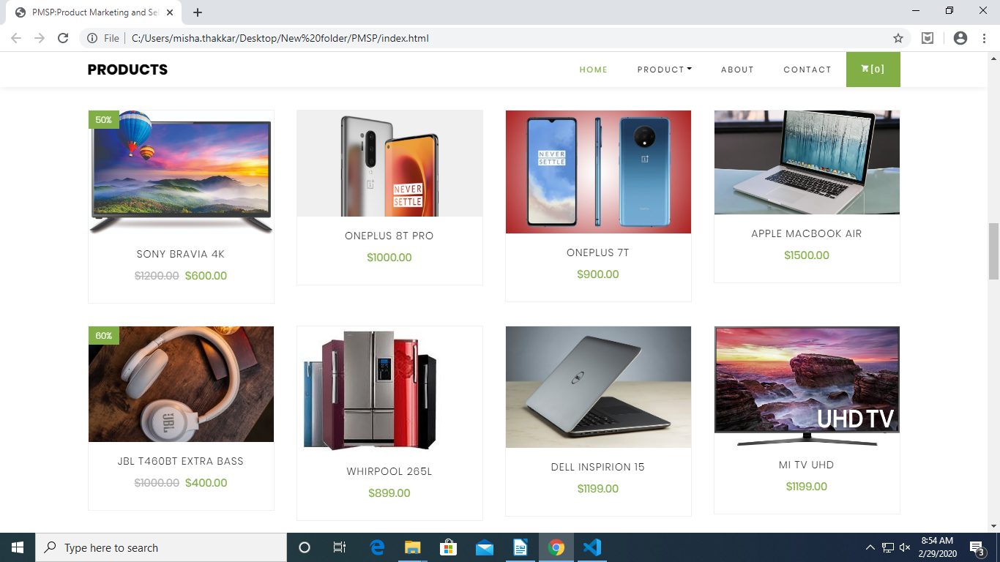 PMSP:Product Marketing and Sel
File C:/Users/misha.thakkar/Desktop/New%20folder/PMSP/index.html
PRODUCTS HOME PRODUCT ABOUT CONTACT [0]
50%
NEVER
SETTLE
NEVER
SETTLE
SONY BRAVIA 4K
$1200.00 $600.00
ONEPLUS 8T PRO
$1000.00
ONEPLUS 7T
$900.00
APPLE MACBOOK AIR
$1500.00
60%
JBL
DELL
UHD TV
JBL T460BT EXTRA BASS
$1000.00 $400.00
WHIRPOOL 265L
$899.00
DELL INSPIRION 15
$1199.00
MI TV UHD
$1199.00
Type here to search
8:54 AM
2/29/2020
3